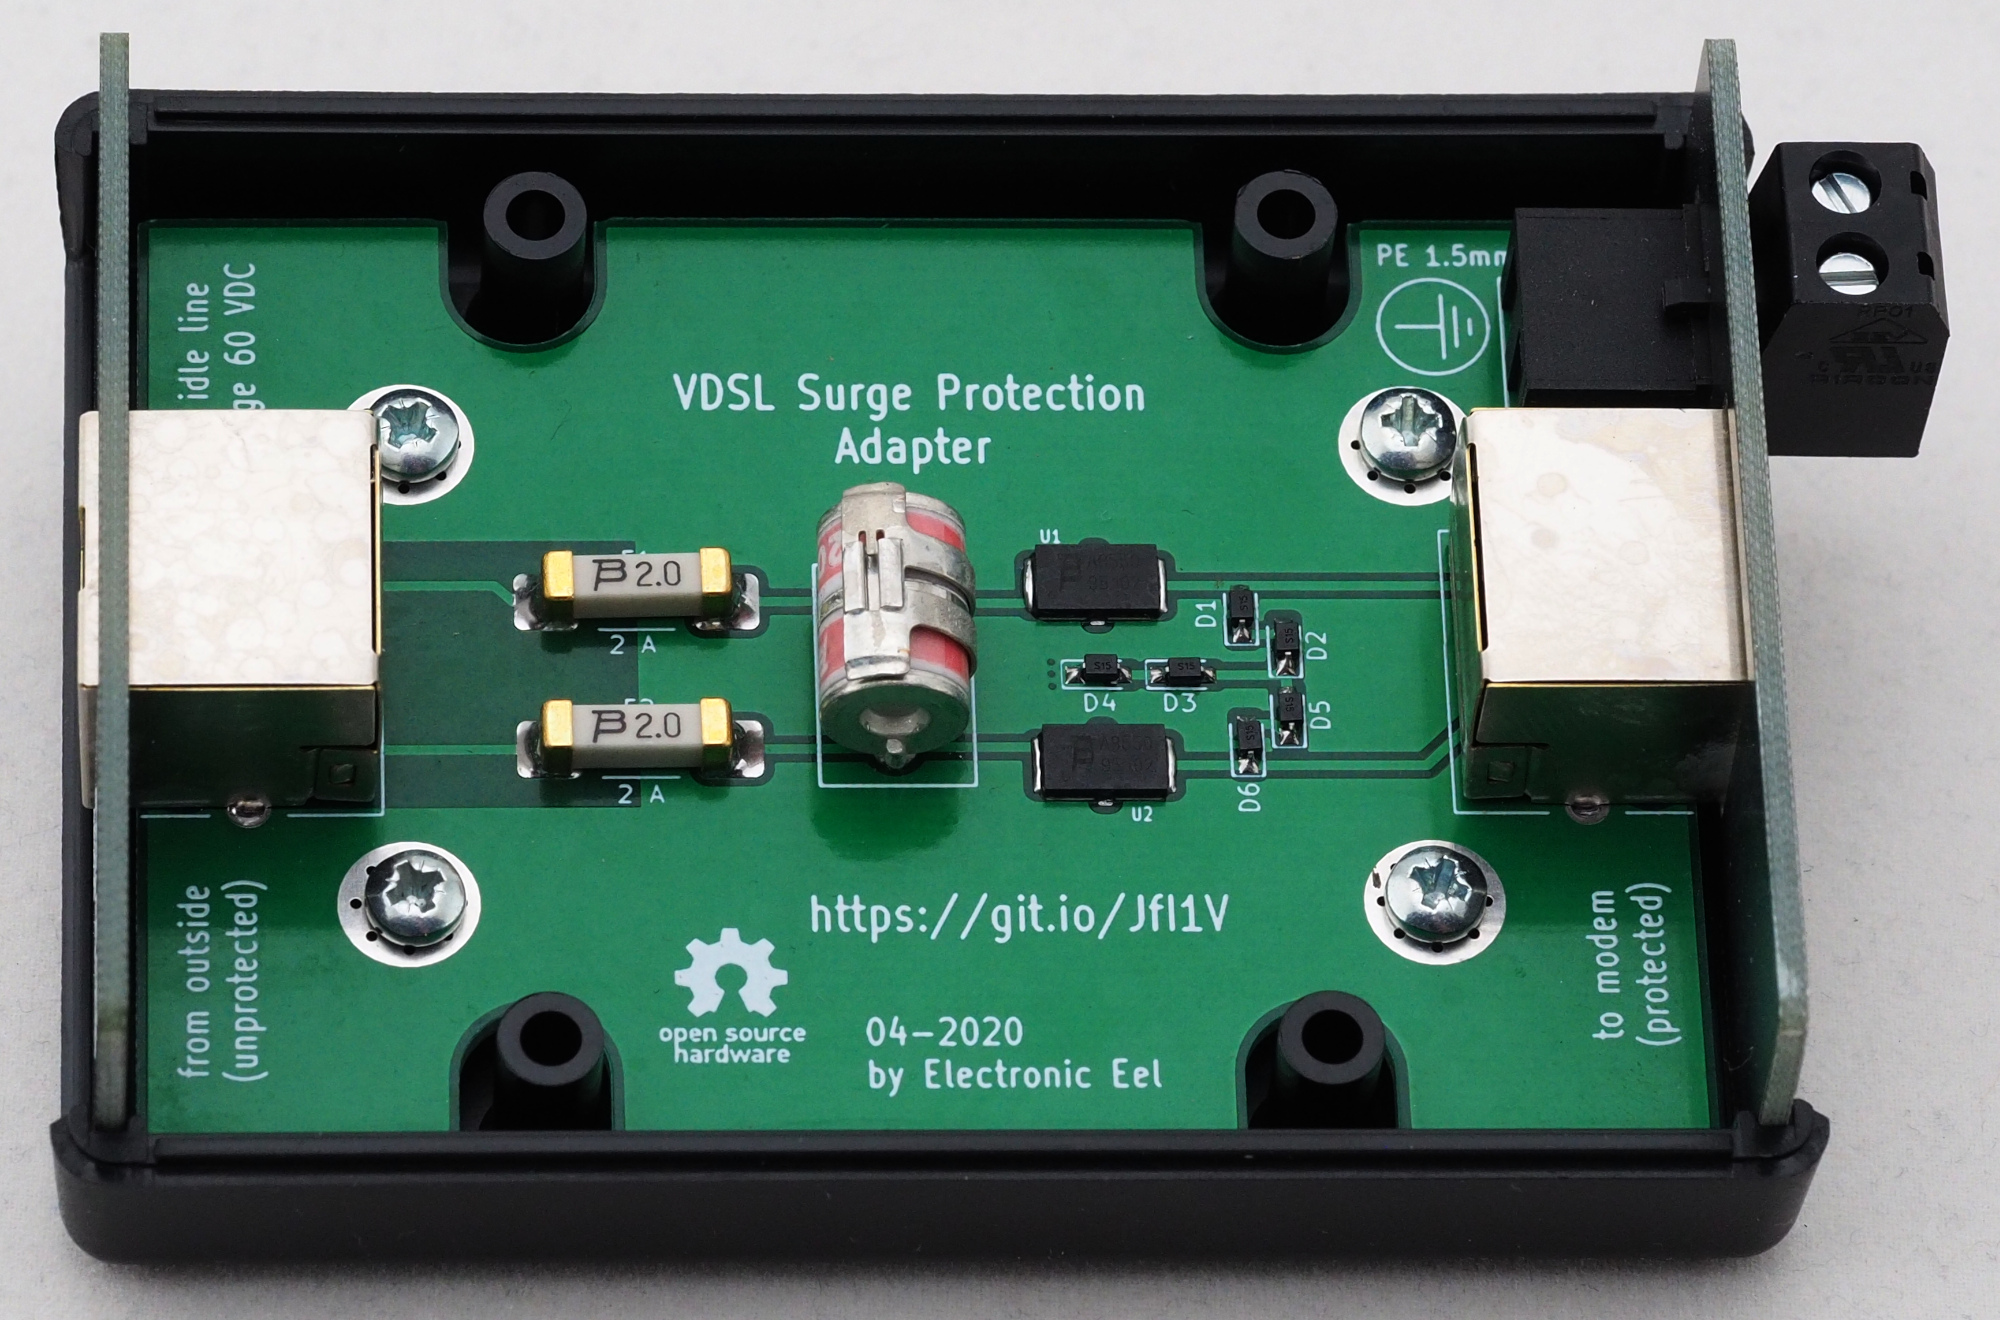 PE 1.5mm
idle line
ge 60 VDC
VDSL Surge Protection
Adapter
U1
2.0
2 A
D1
D2
S15
D4
D3
D5
2.0
2 A
D6
U2
https://git.io/JfI1V
open source
hardware
04-2020
by Electronic Eel
from outside
(unprotected)
to modem
(protected)